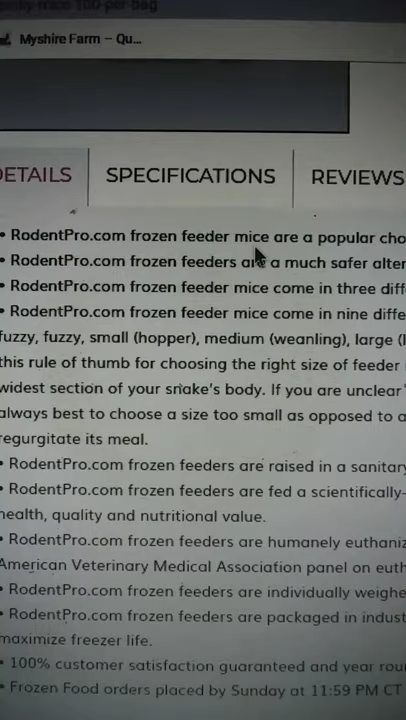 mice 100 per bag
Myshire Farm – Qu...
DETAILS SPECIFICATIONS REVIEWS
• RodentPro.com frozen feeder mice are a popular cho
• RodentPro.com frozen feeders are a much safer alter
• RodentPro.com frozen feeder mice come in three diff
• RodentPro.com frozen feeder mice come in nine diffe
fuzzy, fuzzy, small (hopper), medium (weanling), large (l
this rule of thumb for choosing the right size of feeder
widest section of your snake's body. If you are unclear
always best to choose a size too small as opposed to a
regurgitate its meal.
• RodentPro.com frozen feeders are raised in a sanitary
• RodentPro.com frozen feeders are fed a scientifically-
health, quality and nutritional value.
• RodentPro.com frozen feeders are humanely euthaniz
American Veterinary Medical Association panel on euth
• RodentPro.com frozen feeders are individually weighe
• RodentPro.com frozen feeders are packaged in indust
maximize freezer life.
• 100% customer satisfaction guaranteed and year rou
• Frozen Food orders placed by Sunday at 11:59 PM CT